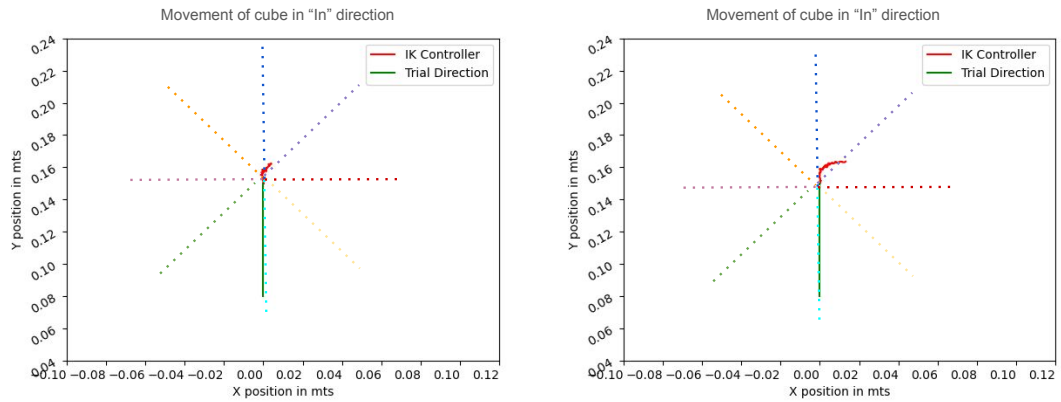 Movement of cube in “In” direction
0.24
0.22
0.20
0.18
0.16
0.14
0.12
0.10
0.08
0.06
0.04
Y position in mts
IK Controller
Trial Direction
−0.10 −0.08 −0.06 −0.04 −0.02 0.00 0.02 0.04 0.06 0.08 0.10 0.12
X position in mts
Movement of cube in “In” direction
0.24
0.22
0.20
0.18
0.16
0.14
0.12
0.10
0.08
0.06
0.04
Y position in mts
IK Controller
Trial Direction
−0.10 −0.08 −0.06 −0.04 −0.02 0.00 0.02 0.04 0.06 0.08 0.10 0.12
X position in mts